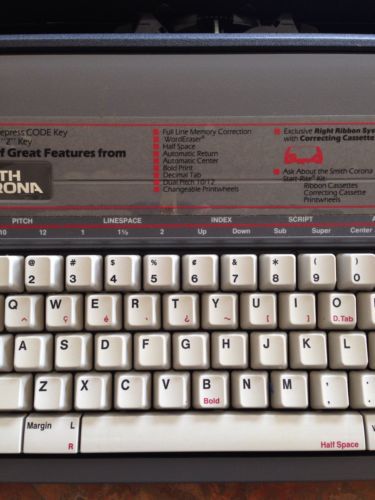 epress CODE Key
"Z" Key
of Great Features from
TH
RONA
Full Line Memory Correction
WordEraser®
Half Space
Automatic Return
Automatic Center
Bold Print
Decimal Tab
Dual Pitch 10/12
Changeable Printwheels
Exclusive Right Ribbon Sys
with Correcting Cassette
Ask About the Smith Corona
Start-Rite® Kit:
Ribbon Cassettes
Correcting Cassette
Printwheels
PITCH LINESPACE INDEX SCRIPT A
10 12 1 1½ 2 Up Down Sub Super Center
@ # $ % ¢ & * ( )
2 3 4 5 6 7 8 9 0
Q W E R T Y U I O
ç é ¿ ~ [ ] D.Tab
A S D F G H J K L
Z X C V B N M , .
Bold
Margin L
R
Half Space